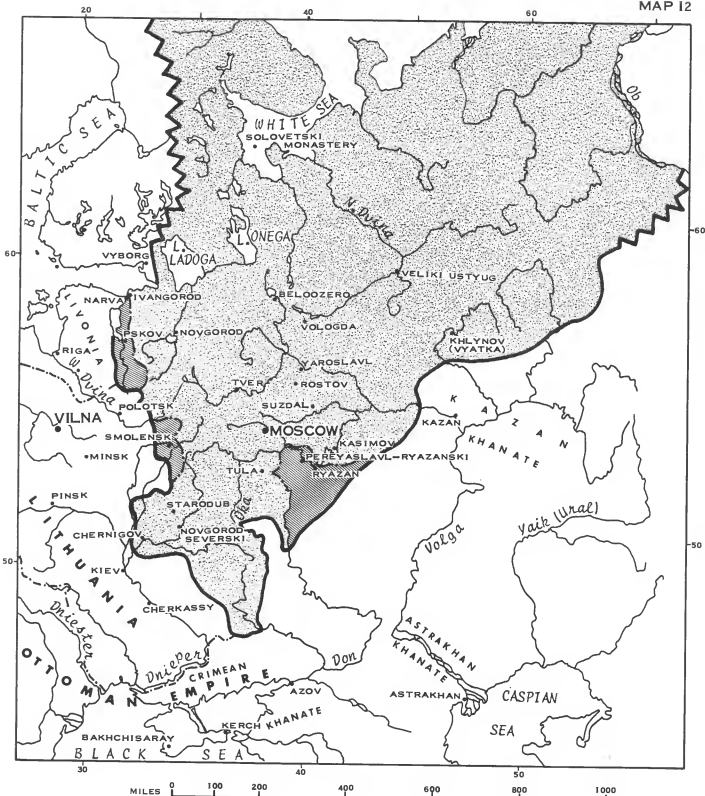 MAP 12
20
40
60
Ob
BALTIC SEA
WHITE SEA
SOLOVETSKI
MONASTERY
N. Dvina
L. ONEGA
60
60
L. LADOGA
VYBORG
VELIKI USTYUG
NARVA
IVANGOROD
BELOOZERO
LIVONIA
VOLOGDA
PSKOV
NOVGOROD
KHLYNOV
(VYATKA)
RIGA
YAROSLAVL
W. Dvina
TVER
ROSTOV
POLOTSK
SUZDAL
KAZAN
KHANATE
VILNA
MOSCOW
KAZAN
SMOLENSK
KASIMOV
MINSK
PEREYASLAVL-RYAZANSKI
TULA
RYAZAN
PINSK
STARODUB
Oka
LITHUANIA
Volga
Yaik (Ural)
CHERNIGOV
NOVGOROD
SEVERSKI
50
50
KIEV
CHERKASSY
Dniester
ASTRAKHAN
KHANATE
Dnieper
Don
OTTOMAN EMPIRE
CRIMEAN
KHANATE
AZOV
ASTRAKHAN
CASPIAN
SEA
KERCH
BAKHCHISARAY
BLACK SEA
30
40
50
MILES 0 100 200 400 600 800 1000